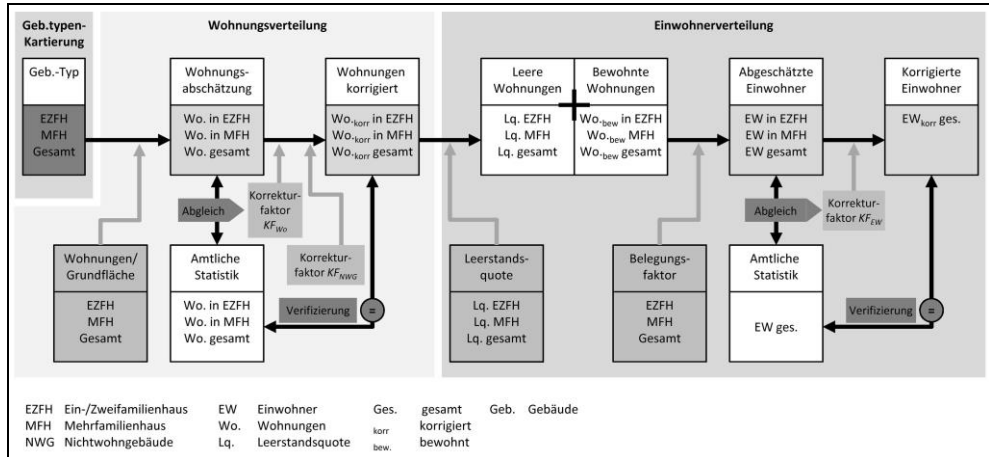 Geb.typen-
Kartierung
Wohnungsverteilung
Einwohnerverteilung
Geb.-Typ
EZFH
MFH
Gesamt
Wohnungs-
abschätzung
Wo. in EZFH
Wo. in MFH
Wo. gesamt
Wohnungen
korrigiert
Wo.korr in EZFH
Wo.korr in MFH
Wo.korr gesamt
Leere
Wohnungen
Lq. EZFH
Lq. MFH
Lq. gesamt
Bewohnte
Wohnungen
Wo.bew in EZFH
Wo.bew MFH
Wo.bew gesamt
Abgeschätzte
Einwohner
EW in EZFH
EW in MFH
EW gesamt
Korrigierte
Einwohner
EWkorr ges.
Abgleich
Korrektur-
faktor
KFWo
Korrektur-
faktor KFNWG
Abgleich
Korrektur-
faktor KFEW
Wohnungen/
Grundfläche
EZFH
MFH
Gesamt
Amtliche
Statistik
Wo. in EZFH
Wo. in MFH
Wo. gesamt
Verifizierung
=
Leerstands-
quote
Lq. EZFH
Lq. MFH
Lq. gesamt
Belegungs-
faktor
EZFH
MFH
Gesamt
Amtliche
Statistik
EW ges.
Verifizierung
=
EZFH Ein-/Zweifamilienhaus EW Einwohner Ges. gesamt Geb. Gebäude
MFH Mehrfamilienhaus Wo. Wohnungen korr korrigiert
NWG Nichtwohngebäude Lq. Leerstandsquote bew. bewohnt